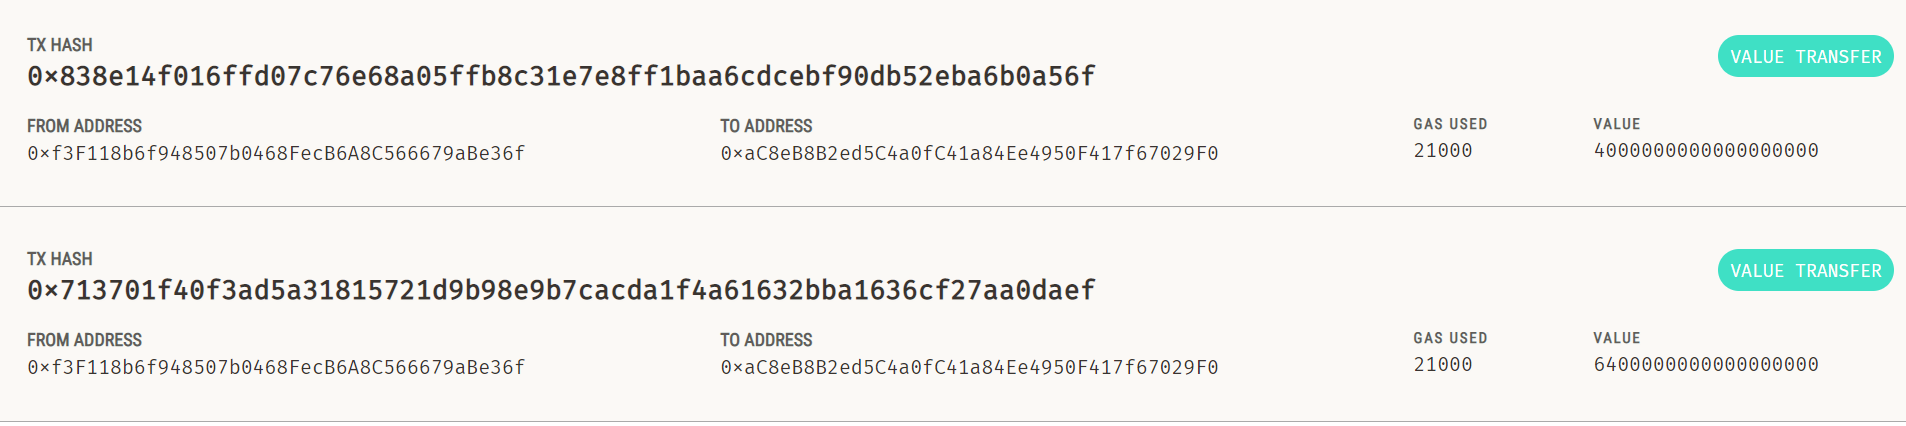 TX HASH
0×838e14f016ffd07c76e68a05ffb8c31e7e8ff1baa6cdcebf90db52eba6b0a56f
VALUE TRANSFER
FROM ADDRESS
0×f3F118b6f948507b0468FecB6A8C566679aBe36f
TO ADDRESS
0×aC8eB8B2ed5C4a0fC41a84Ee4950F417f67029F0
GAS USED
21000
VALUE
4000000000000000000
TX HASH
0×713701f40f3ad5a31815721d9b98e9b7cacda1f4a61632bba1636cf27aa0daef
VALUE TRANSFER
FROM ADDRESS
0×f3F118b6f948507b0468FecB6A8C566679aBe36f
TO ADDRESS
0×aC8eB8B2ed5C4a0fC41a84Ee4950F417f67029F0
GAS USED
21000
VALUE
6400000000000000000